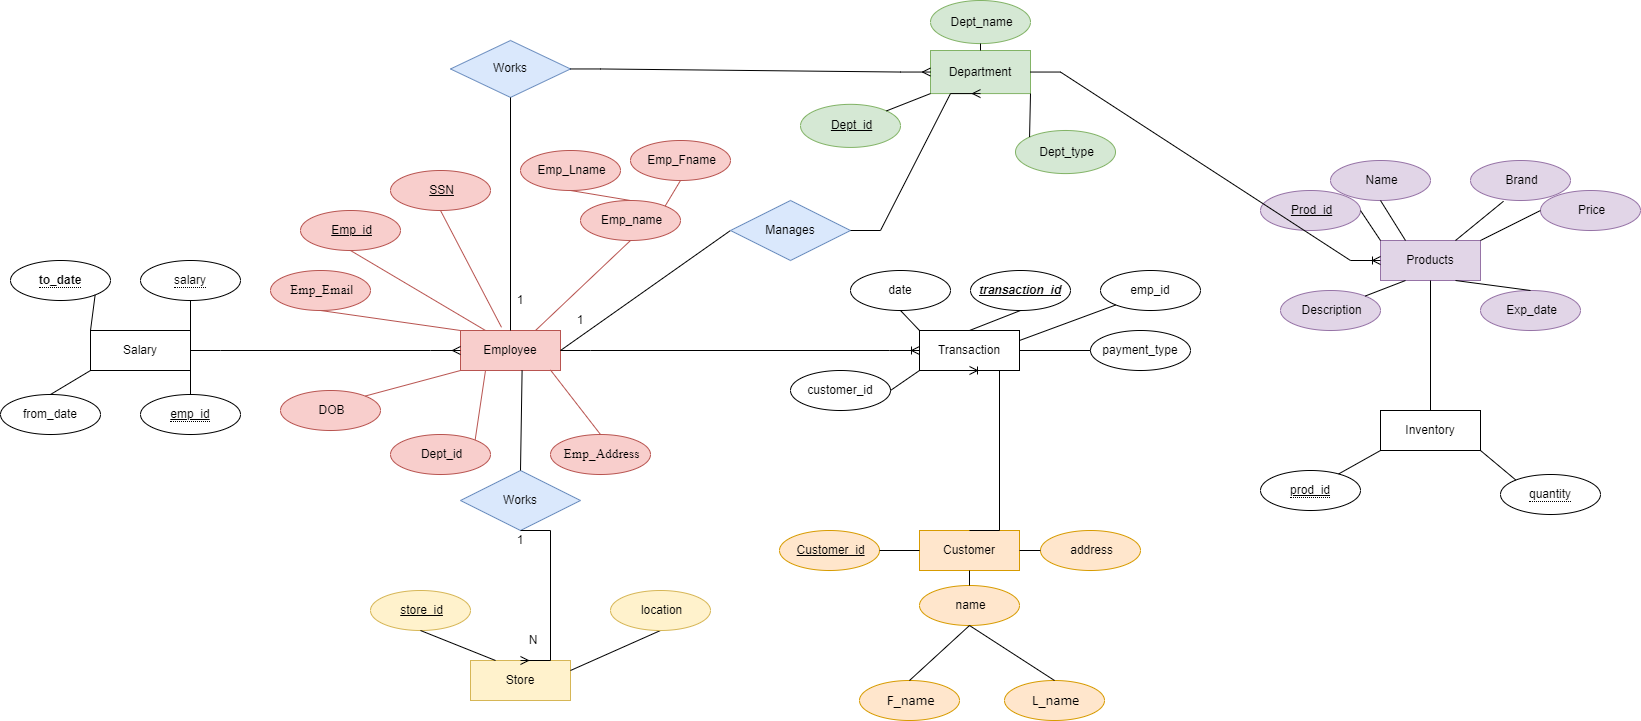 Dept_name
Works
Department
Dept_id
Dept_type
Emp_Lname
Emp_Fname
SSN
Emp_name
Emp_id
Manages
Name
Brand
Prod_id
Price
Products
to_date
salary
Emp_Email
date
transaction_id
emp_id
Description
Exp_date
1
1
Salary
Employee
Transaction
payment_type
customer_id
from_date
emp_id
DOB
Dept_id
Emp_Address
Inventory
prod_id
quantity
Works
1
Customer_id
Customer
address
store_id
location
name
N
Store
F_name
L_name